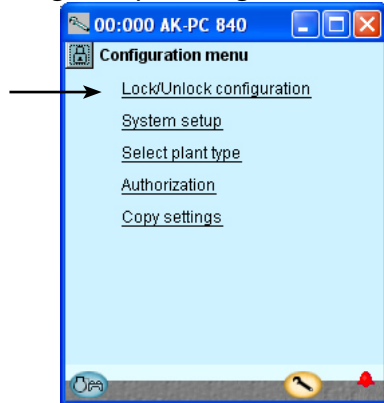 00:000 AK-PC 840
Configuration menu
Lock/Unlock configuration
System setup
Select plant type
Authorization
Copy settings